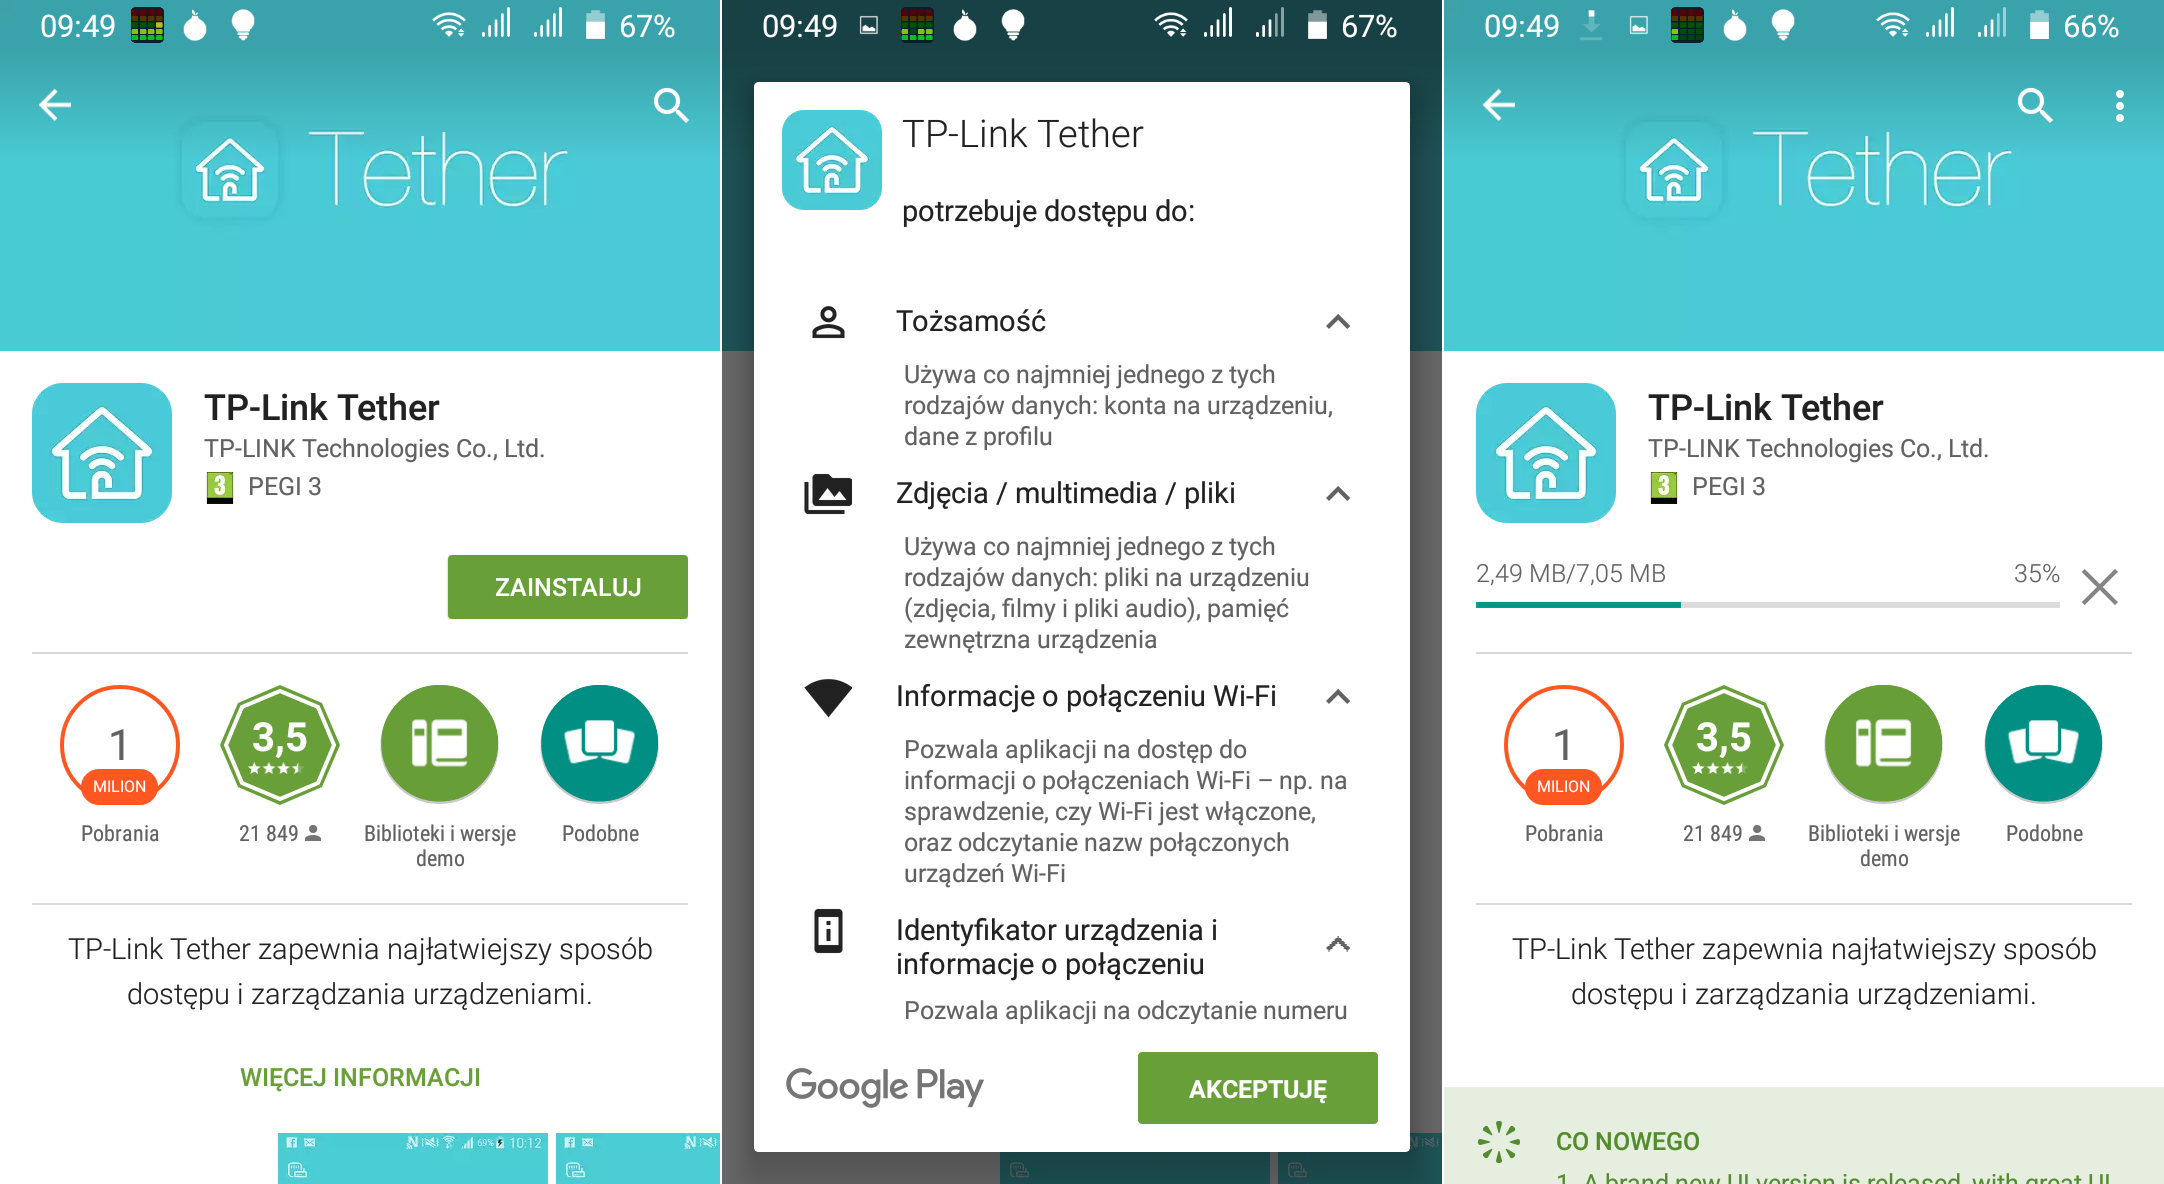 09:49
67%
Tether
TP-Link Tether
TP-LINK Technologies Co., Ltd.
3 PEGI 3
ZAINSTALUJ
1
MILION
Pobrania
3,5
21 849
Biblioteki i wersje
demo
Podobne
TP-Link Tether zapewnia najłatwiejszy sposób
dostępu i zarządzania urządzeniami.
WIĘCEJ INFORMACJI
69% 10:12
09:49
67%
TP-Link Tether
potrzebuje dostępu do:
Tożsamość
Używa co najmniej jednego z tych
rodzajów danych: konta na urządzeniu,
dane z profilu
Zdjęcia / multimedia / pliki
Używa co najmniej jednego z tych
rodzajów danych: pliki na urządzeniu
(zdjęcia, filmy i pliki audio), pamięć
zewnętrzna urządzenia
Informacje o połączeniu Wi-Fi
Pozwala aplikacji na dostęp do
informacji o połączeniach Wi-Fi – np. na
sprawdzenie, czy Wi-Fi jest włączone,
oraz odczytanie nazw połączonych
urządzeń Wi-Fi
Identyfikator urządzenia i
informacje o połączeniu
Pozwala aplikacji na odczytanie numeru
Google Play
AKCEPTUJĘ
09:49
66%
Tether
TP-Link Tether
TP-LINK Technologies Co., Ltd.
3 PEGI 3
2,49 MB/7,05 MB
35%
1
MILION
Pobrania
3,5
21 849
Biblioteki i wersje
demo
Podobne
TP-Link Tether zapewnia najłatwiejszy sposób
dostępu i zarządzania urządzeniami.
CO NOWEGO
1. A brand new UI version is released, with great UI